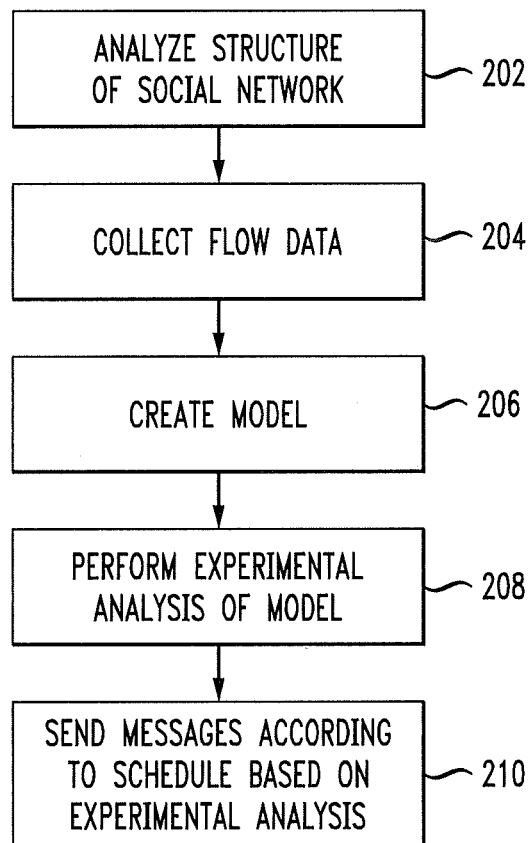 ANALYZE STRUCTURE
OF SOCIAL NETWORK
202
COLLECT FLOW DATA
204
CREATE MODEL
206
PERFORM EXPERIMENTAL
ANALYSIS OF MODEL
208
SEND MESSAGES ACCORDING
TO SCHEDULE BASED ON
EXPERIMENTAL ANALYSIS
210